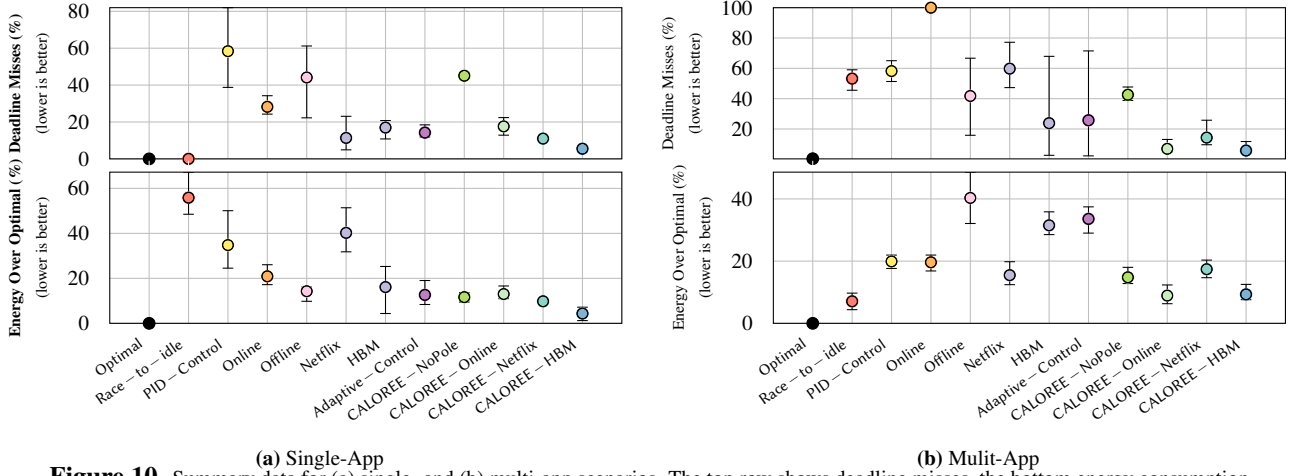 Deadline Misses (%)
(lower is better)
80
60
40
20
0
Energy Over Optimal (%)
(lower is better)
60
40
20
0
Optimal
Race – to – idle
PID – Control
Online
Offline
Netflix
HBM
Adaptive – Control
CALOREE – NoPole
CALOREE – Online
CALOREE – Netflix
CALOREE – HBM
(a) Single-App
Deadline Misses (%)
(lower is better)
100
80
60
40
20
Energy Over Optimal (%)
(lower is better)
40
20
0
Optimal
Race – to – idle
PID – Control
Online
Offline
Netflix
HBM
Adaptive – Control
CALOREE – NoPole
CALOREE – Online
CALOREE – Netflix
CALOREE – HBM
(b) Mulit-App
Figure 10. Summary data for (a) single- and (b) multi-app scenarios. The top row shows deadline misses, the bottom energy consumption.